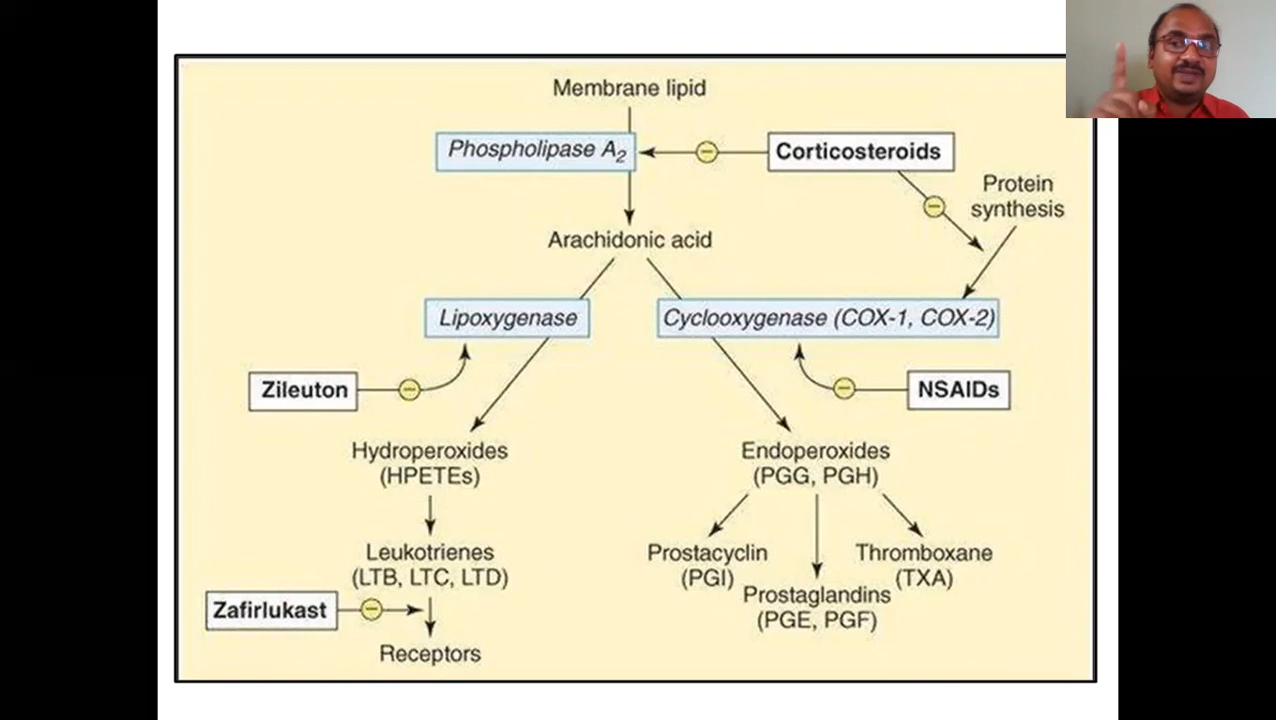 Membrane lipid
Phospholipase A2
Corticosteroids
Protein
synthesis
Arachidonic acid
Lipoxygenase
Cyclooxygenase (COX-1, COX-2)
Zileuton
NSAIDs
Hydroperoxides
(HPETEs)
Endoperoxides
(PGG, PGH)
Leukotrienes
(LTB, LTC, LTD)
Prostacyclin
(PGI)
Thromboxane
(TXA)
Prostaglandins
(PGE, PGF)
Zafirlukast
Receptors